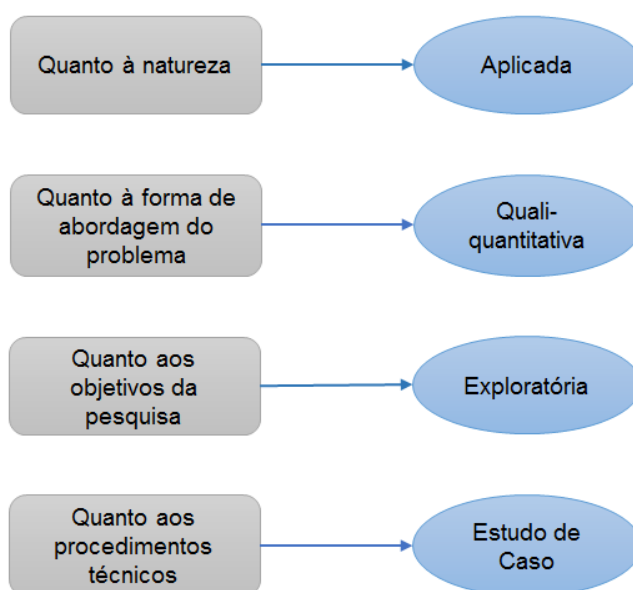 Quanto à natureza
Aplicada
Quanto à forma de
abordagem do
problema
Quali-
quantitativa
Quanto aos
objetivos da
pesquisa
Exploratória
Quanto aos
procedimentos
técnicos
Estudo de
Caso